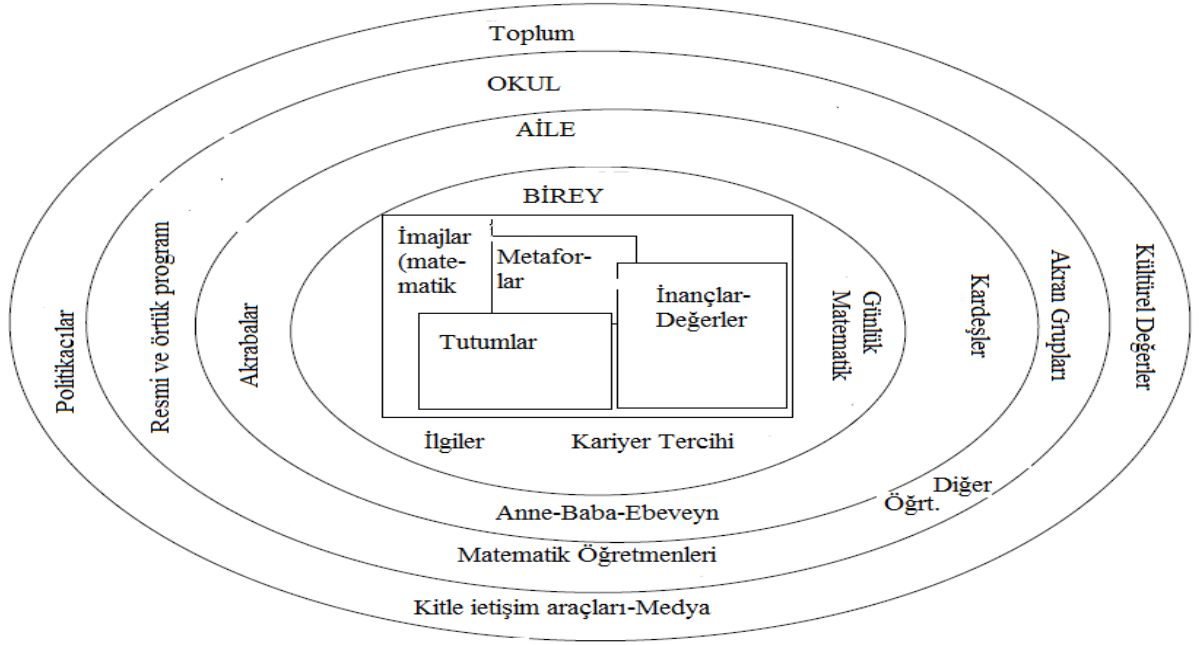 Toplum
OKUL
AİLE
BİREY
İmajlar
(mate-
matik
Metafor-
lar
İnançlar-
Değerler
Tutumlar
Günlük
Matematik
Kardeşler
Akran Grupları
Kültürel Değerler
Politikacılar
Resmi ve örtük program
Akrabalar
İlgiler
Kariyer Tercihi
Diğer
Öğrt.
Anne-Baba-Ebeveyn
Matematik Öğretmenleri
Kitle ietişim araçları-Medya